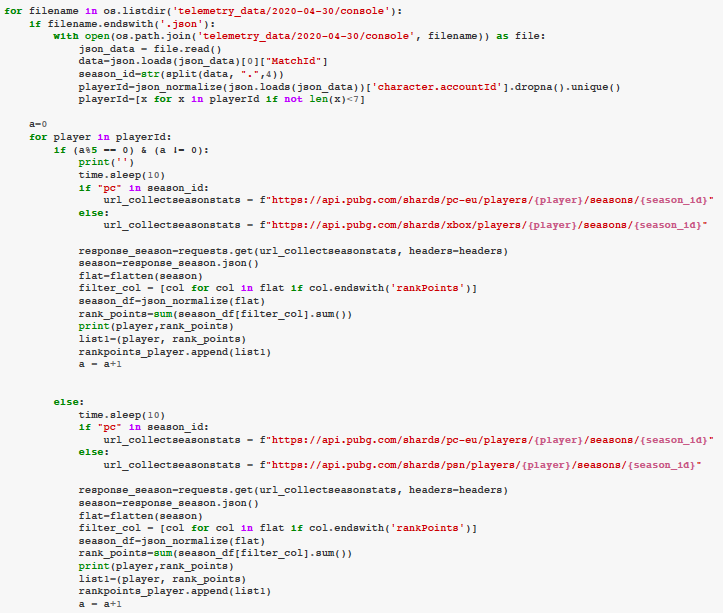 for filename in os.listdir('telemetry_data/2020-04-30/console'):
    if filename.endswith('.json'):
        with open(os.path.join('telemetry_data/2020-04-30/console', filename)) as file:
            json_data = file.read()
            data=json.loads(json_data)[0]["MatchId"]
            season_id=str(split(data, ".",4))
            playerId=json_normalize(json.loads(json_data))['character.accountId'].dropna().unique()
            playerId=[x for x in playerId if not len(x)<7]
    a=0
    for player in playerId:
        if (a%5 == 0) & (a != 0):
            print('')
            time.sleep(10)
            if "pc" in season_id:
                url_collectseasonstats = f"https://api.pubg.com/shards/pc-eu/players/{player}/seasons/{season_id}"
            else:
                url_collectseasonstats = f"https://api.pubg.com/shards/xbox/players/{player}/seasons/{season_id}"
            response_season=requests.get(url_collectseasonstats, headers=headers)
            season=response_season.json()
            flat=flatten(season)
            filter_col = [col for col in flat if col.endswith('rankPoints')]
            season_df=json_normalize(flat)
            rank_points=sum(season_df[filter_col].sum())
            print(player,rank_points)
            list1=(player, rank_points)
            rankpoints_player.append(list1)
            a = a+1
        else:
            time.sleep(10)
            if "pc" in season_id:
                url_collectseasonstats = f"https://api.pubg.com/shards/pc-eu/players/{player}/seasons/{season_id}"
            else:
                url_collectseasonstats = f"https://api.pubg.com/shards/psn/players/{player}/seasons/{season_id}"
            response_season=requests.get(url_collectseasonstats, headers=headers)
            season=response_season.json()
            flat=flatten(season)
            filter_col = [col for col in flat if col.endswith('rankPoints')]
            season_df=json_normalize(flat)
            rank_points=sum(season_df[filter_col].sum())
            print(player,rank_points)
            list1=(player, rank_points)
            rankpoints_player.append(list1)
            a = a+1